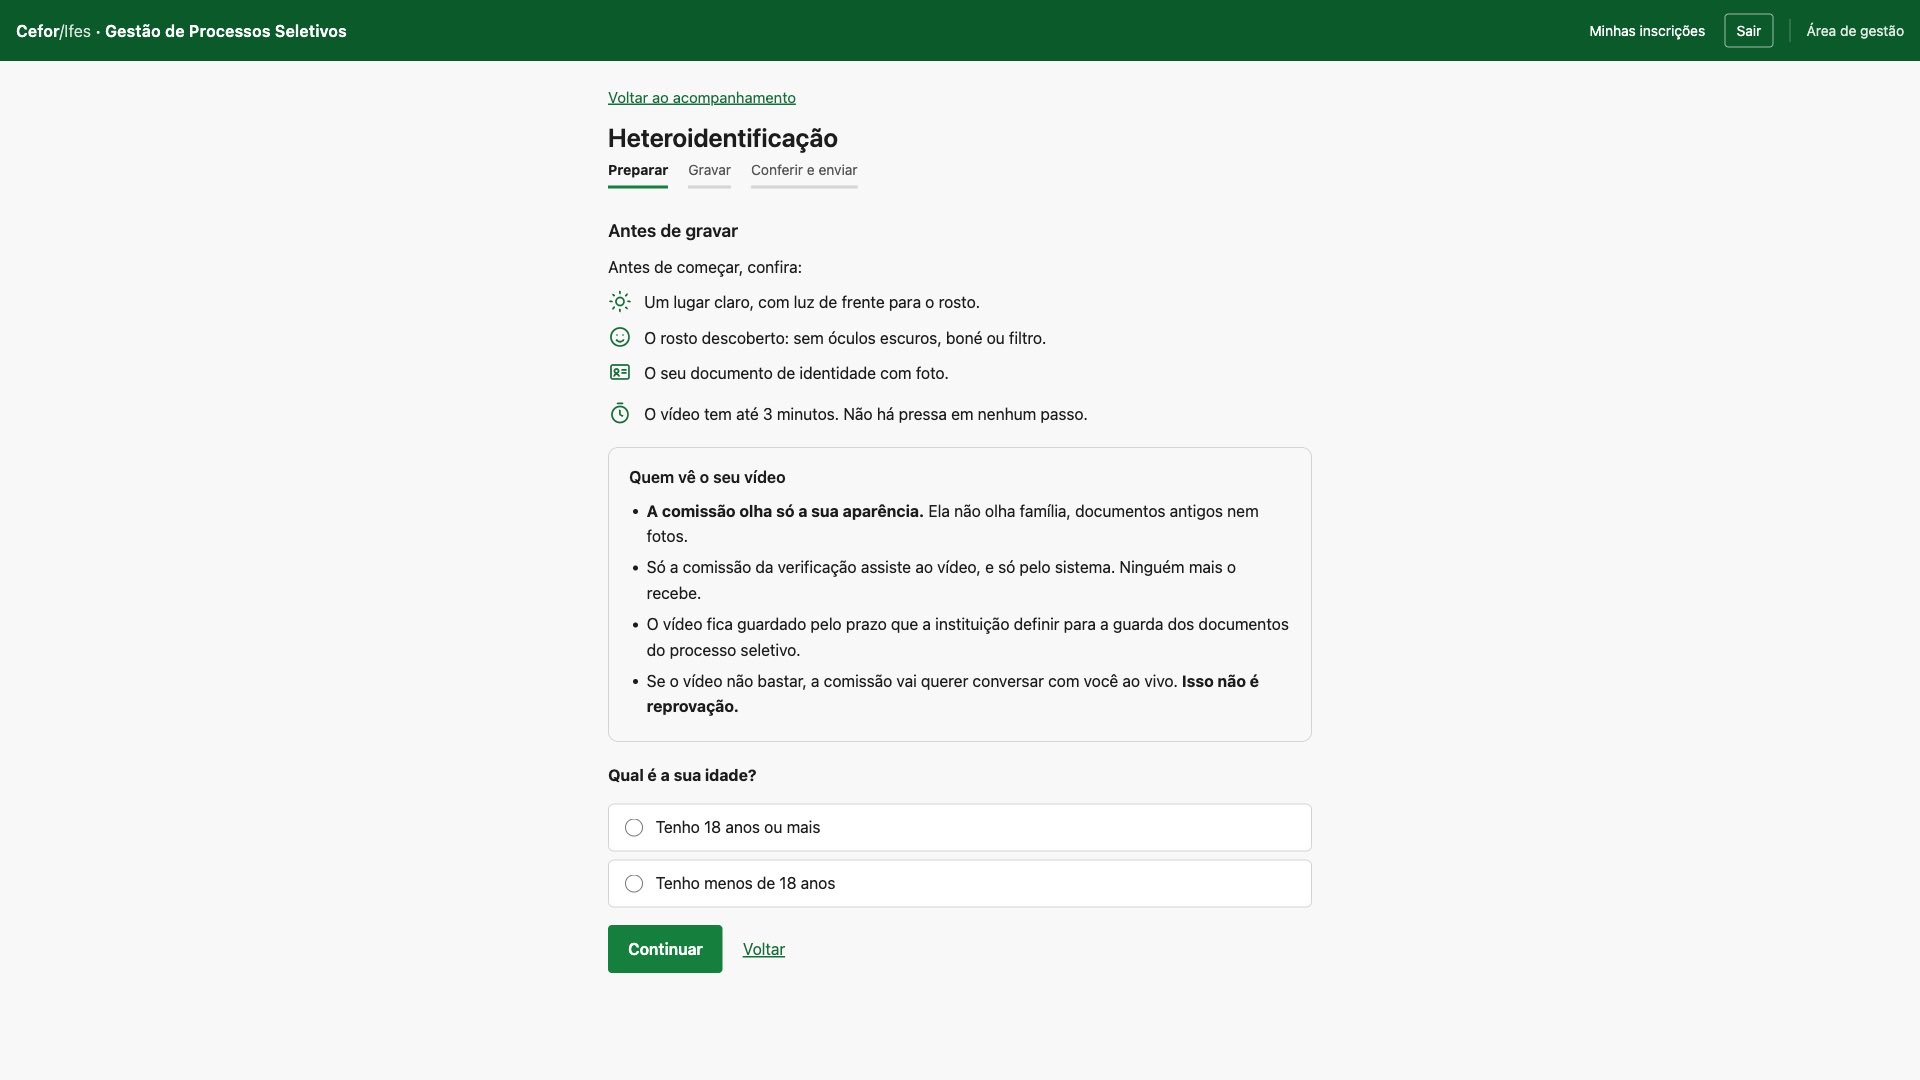 Cefor/Ifes · Gestão de Processos Seletivos
Minhas inscrições
Sair
Área de gestão
Voltar ao acompanhamento
Heteroidentificação
Preparar
Gravar
Conferir e enviar
Antes de gravar
Antes de começar, confira:
Um lugar claro, com luz de frente para o rosto.
O rosto descoberto: sem óculos escuros, boné ou filtro.
O seu documento de identidade com foto.
O vídeo tem até 3 minutos. Não há pressa em nenhum passo.
Quem vê o seu vídeo
• A comissão olha só a sua aparência. Ela não olha família, documentos antigos nem
fotos.
• Só a comissão da verificação assiste ao vídeo, e só pelo sistema. Ninguém mais o
recebe.
• O vídeo fica guardado pelo prazo que a instituição definir para a guarda dos documentos
do processo seletivo.
• Se o vídeo não bastar, a comissão vai querer conversar com você ao vivo. Isso não é
reprovação.
Qual é a sua idade?
Tenho 18 anos ou mais
Tenho menos de 18 anos
Continuar
Voltar